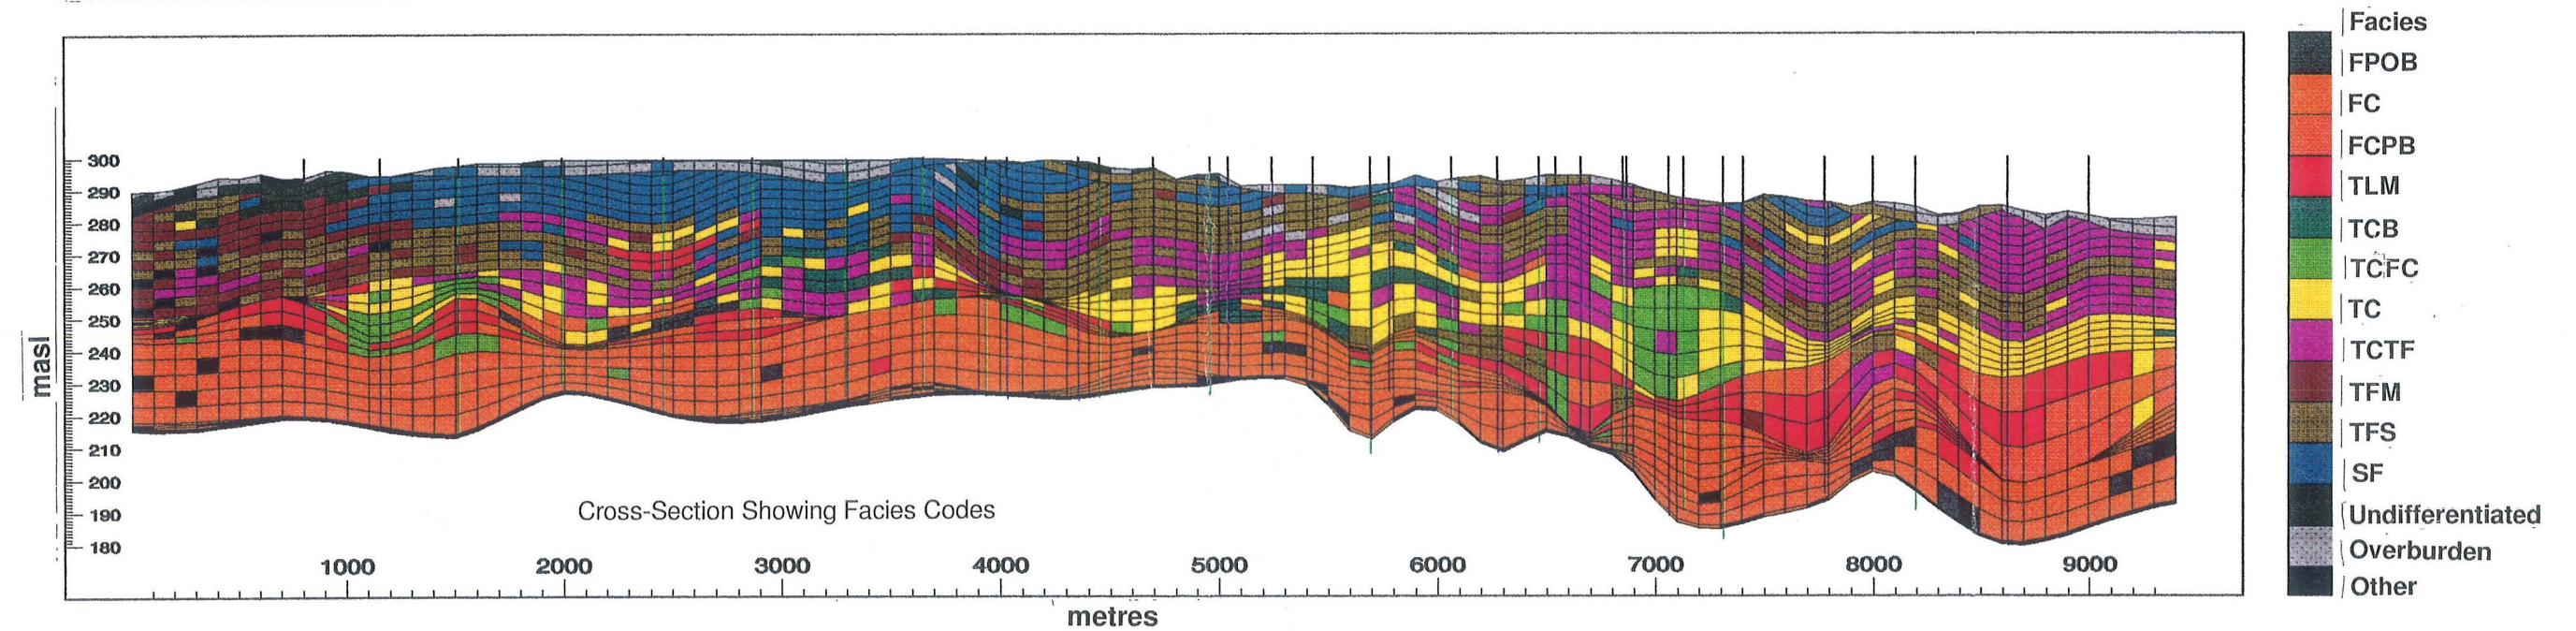 Facies
FPOB
FC
FCPB
TLM
TCB
TCFC
TC
TCTF
TFM
TFS
SF
Undifferentiated
Overburden
Other
300
290
280
270
260
250
240
230
220
210
200
190
180
masl
Cross-Section Showing Facies Codes
1000 2000 3000 4000 5000 6000 7000 8000 9000
metres